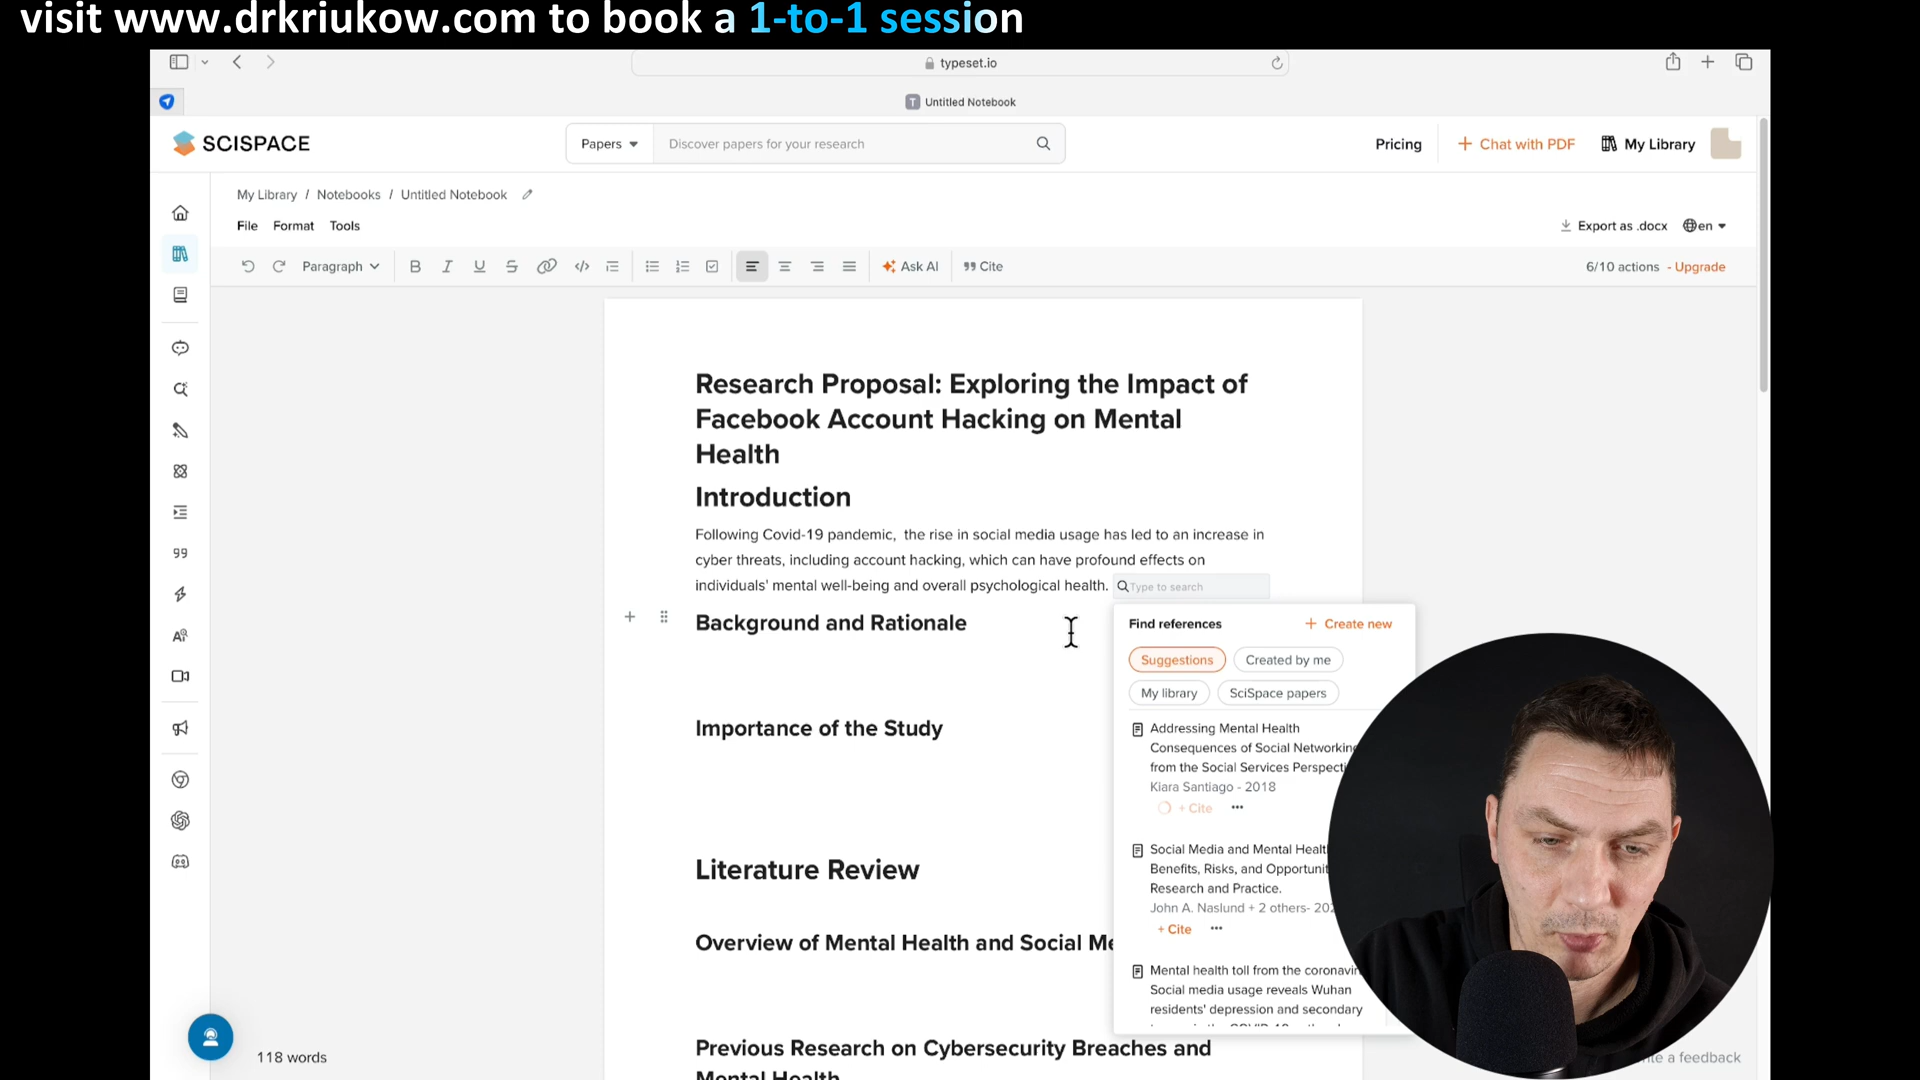 visit www.drkriukow.com to book a 1-to-1 session
typeset.io
T Untitled Notebook
SCISPACE
Papers
Discover papers for your research
Pricing
+ Chat with PDF
My Library
My Library / Notebooks / Untitled Notebook
File Format Tools
Export as .docx
en
Paragraph
B I U S
Ask AI
Cite
6/10 actions - Upgrade
Research Proposal: Exploring the Impact of
Facebook Account Hacking on Mental
Health
Introduction
Following Covid-19 pandemic, the rise in social media usage has led to an increase in
cyber threats, including account hacking, which can have profound effects on
individuals' mental well-being and overall psychological health.
Type to search
Background and Rationale
Find references
+ Create new
Suggestions
Created by me
My library
SciSpace papers
Importance of the Study
Addressing Mental Health
Consequences of Social Networking
from the Social Services
Kiara Santiago - 2018
+ Cite
Social Media and Mental
Benefits, Risks, and
Research and Practice.
John A. Naslund + 2 others-
+ Cite
Literature Review
Overview of Mental Health and Social
Mental health toll from the
Social media usage reveals Wuhan
residents' depression and secondary
Previous Research on Cybersecurity Breaches and
Mental Health
118 words
a feedback